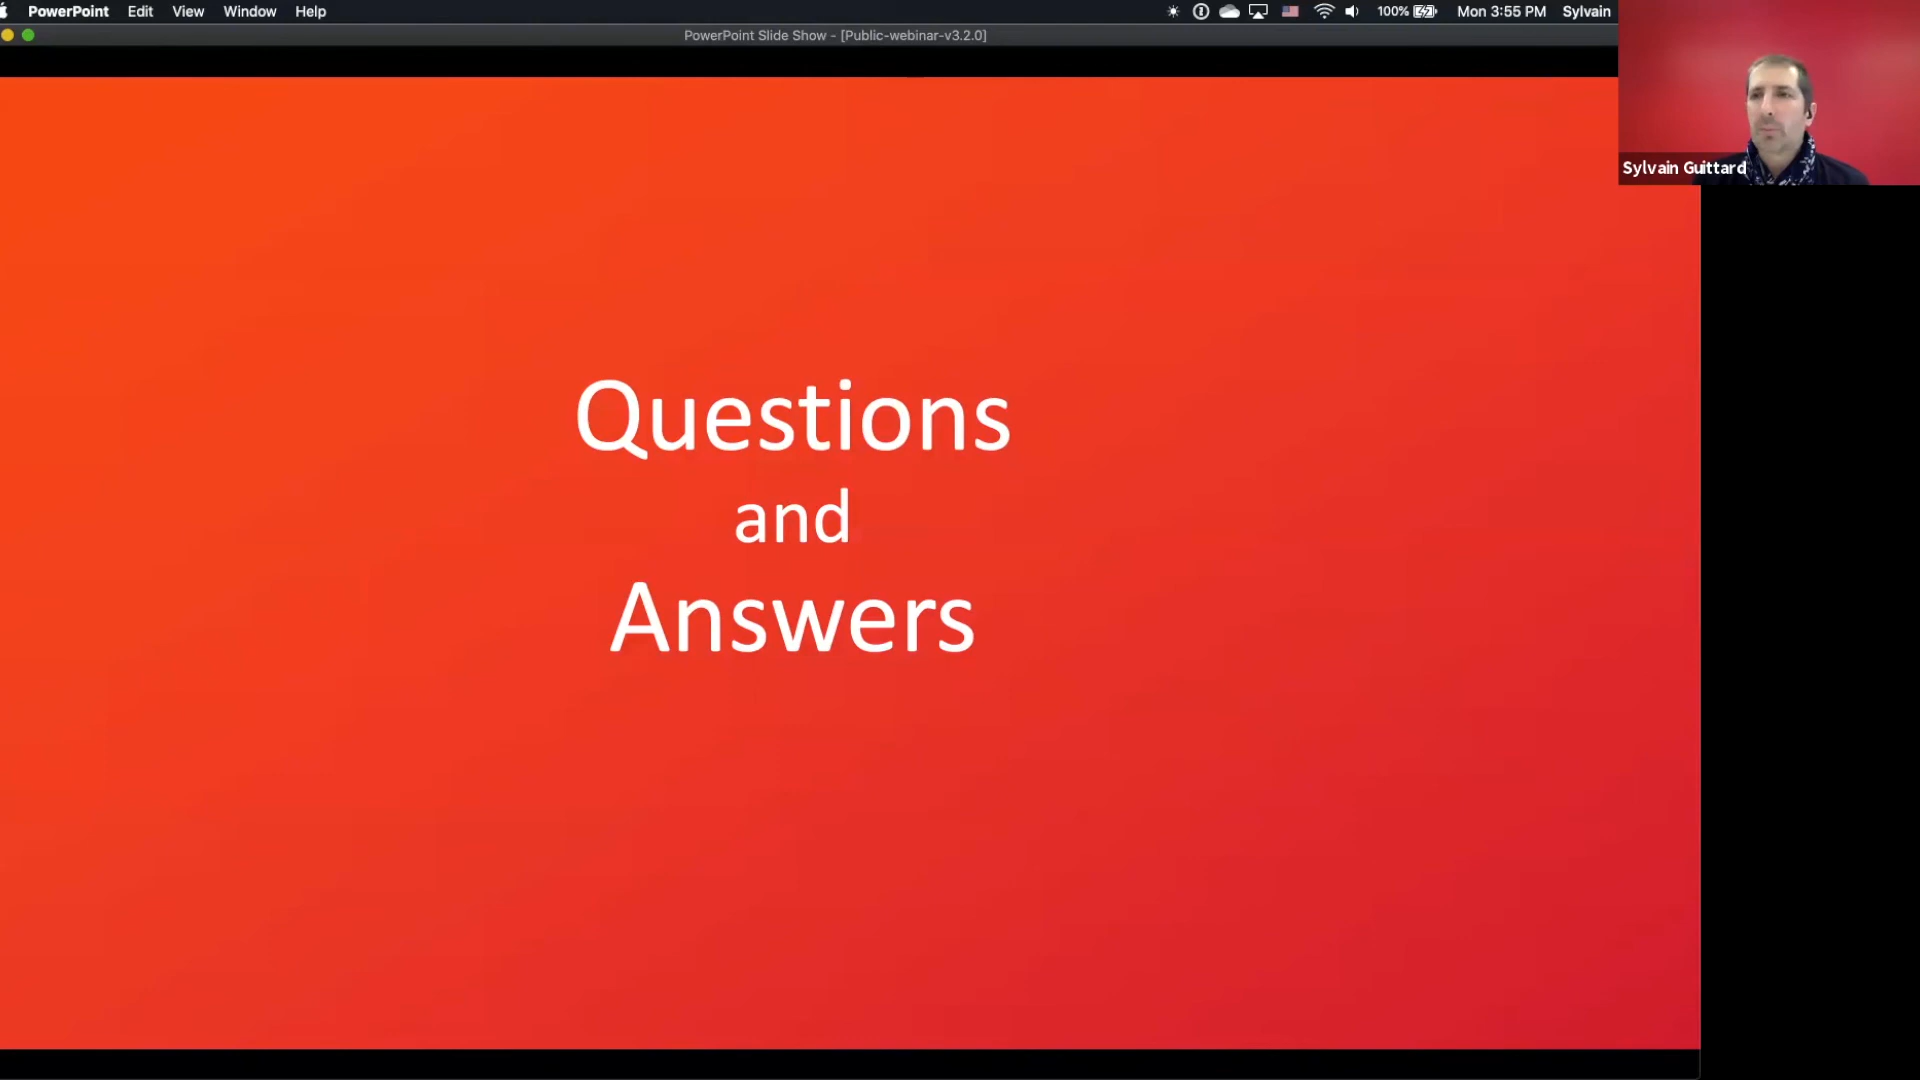 PowerPoint Edit View Window Help 100% Mon 3:55 PM Sylvain
PowerPoint Slide Show - [Public-webinar-v3.2.0]
Sylvain Guittard
Questions
and
Answers